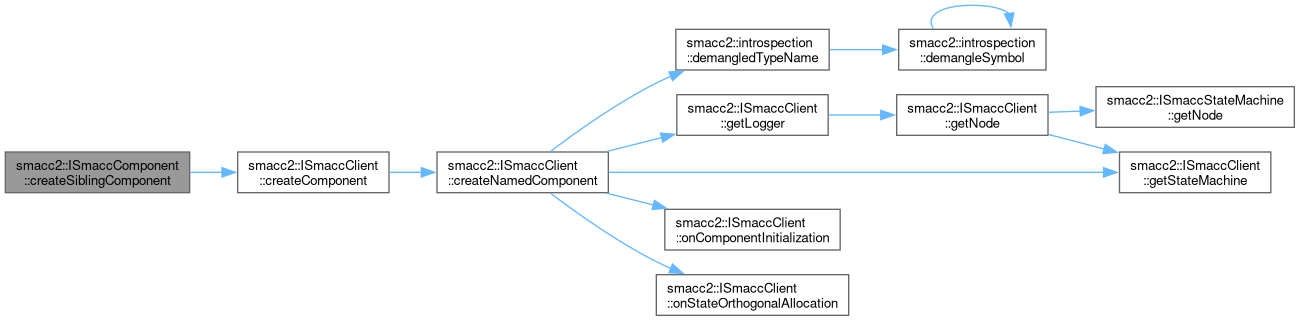 smacc2::ISmaccComponent
::createSiblingComponent
smacc2::ISmaccClient
::createComponent
smacc2::ISmaccClient
::createNamedComponent
smacc2::introspection
::demangledTypeName
smacc2::introspection
::demangleSymbol
smacc2::ISmaccClient
::getLogger
smacc2::ISmaccClient
::getNode
smacc2::ISmaccStateMachine
::getNode
smacc2::ISmaccClient
::getStateMachine
smacc2::ISmaccClient
::onComponentInitialization
smacc2::ISmaccClient
::onStateOrthogonalAllocation